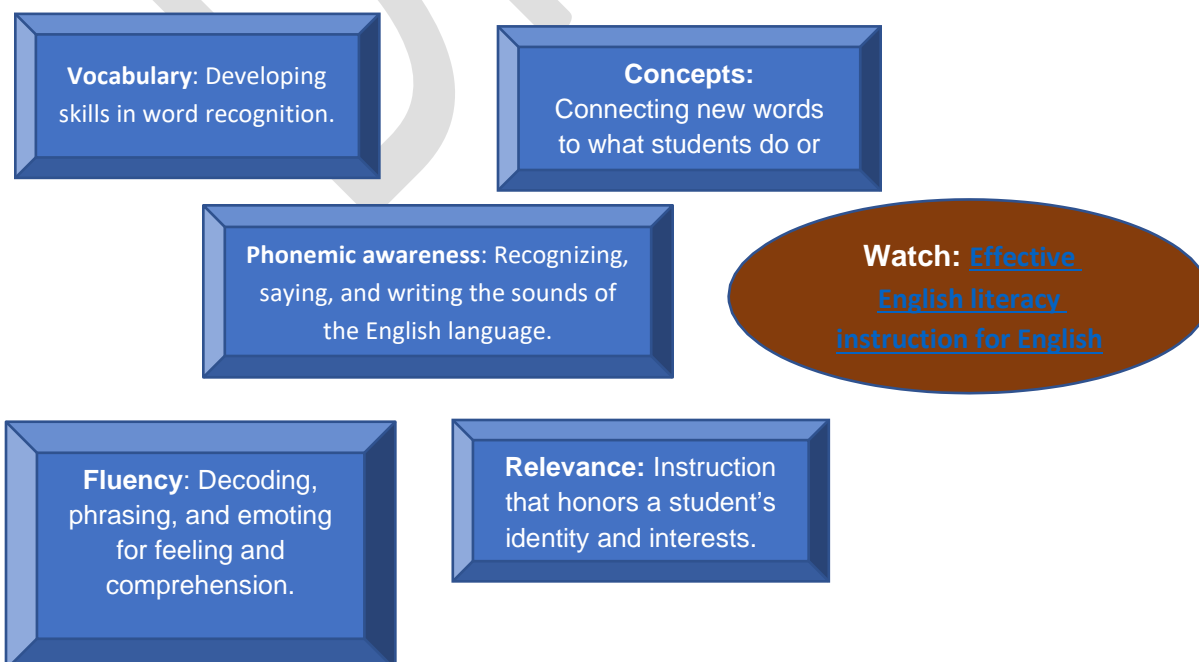 Vocabulary: Developing
skills in word recognition.
Concepts:
Connecting new words
to what students do or
Phonemic awareness: Recognizing,
saying, and writing the sounds of
the English language.
Watch: Effective
English literacy
instruction for English
Fluency: Decoding,
phrasing, and emoting
for feeling and
comprehension.
Relevance: Instruction
that honors a student’s
identity and interests.